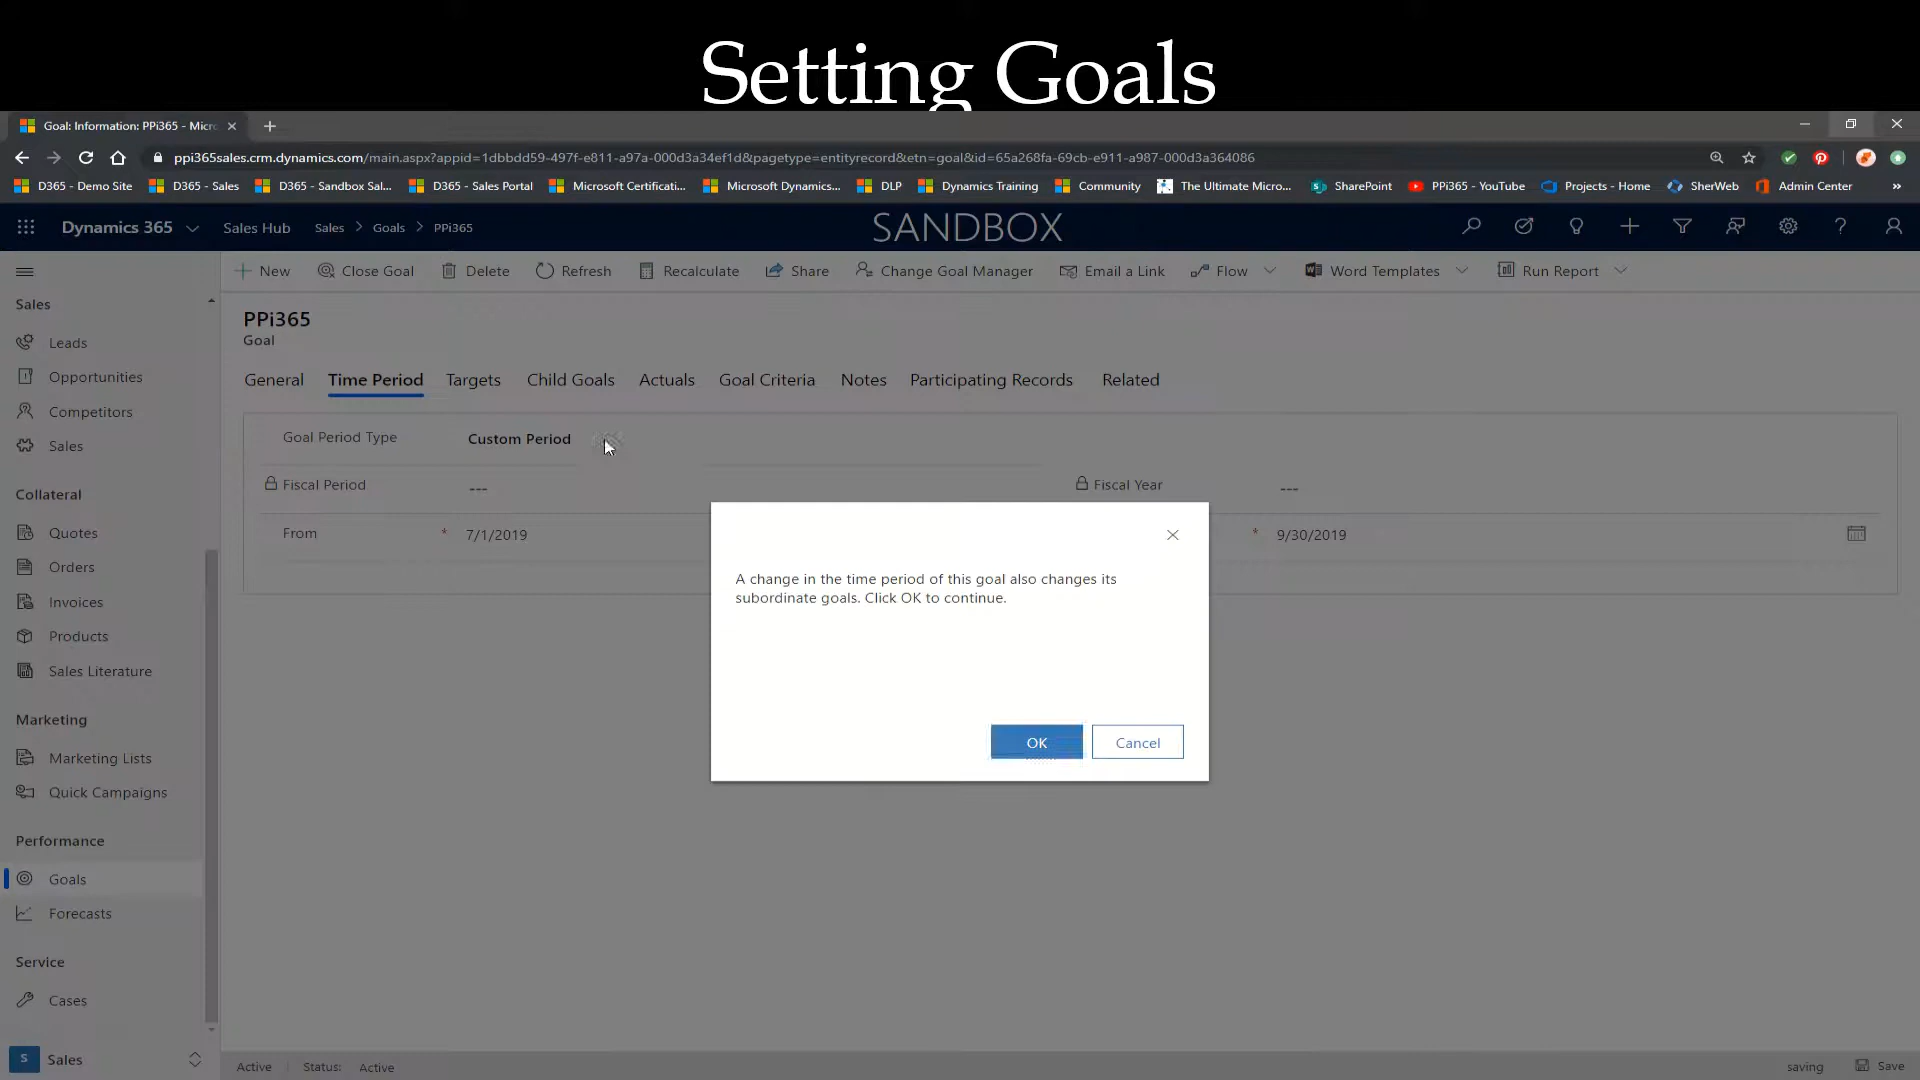 Setting Goals
Goal: Information: PPi365 - Micro
ppi365sales.crm.dynamics.com/main.aspx?appid=1dbbdd59-497f-e811-a97a-000d3a34ef1d&pagetype=entityrecord&etn=goal&id=65a268fa-69cb-e911-a987-000d3a364086
D365 - Demo Site D365 - Sales D365 - Sandbox Sal... D365 - Sales Portal Microsoft Certificati... Microsoft Dynamics... DLP Dynamics Training Community The Ultimate Micro... SharePoint PPi365 - YouTube Projects - Home SherWeb Admin Center »
Dynamics 365 Sales Hub Sales > Goals > PPi365 SANDBOX
New Close Goal Delete Refresh Recalculate Share Change Goal Manager Email a Link Flow Word Templates Run Report
Sales
Leads
Opportunities
Competitors
Sales
Collateral
Quotes
Orders
Invoices
Products
Sales Literature
Marketing
Marketing Lists
Quick Campaigns
Performance
Goals
Forecasts
Service
Cases
S Sales
PPi365
Goal
General Time Period Targets Child Goals Actuals Goal Criteria Notes Participating Records Related
Goal Period Type Custom Period
Fiscal Period --- Fiscal Year ---
From * 7/1/2019 * 9/30/2019
A change in the time period of this goal also changes its
subordinate goals. Click OK to continue.
OK Cancel
Active Status: Active saving Save